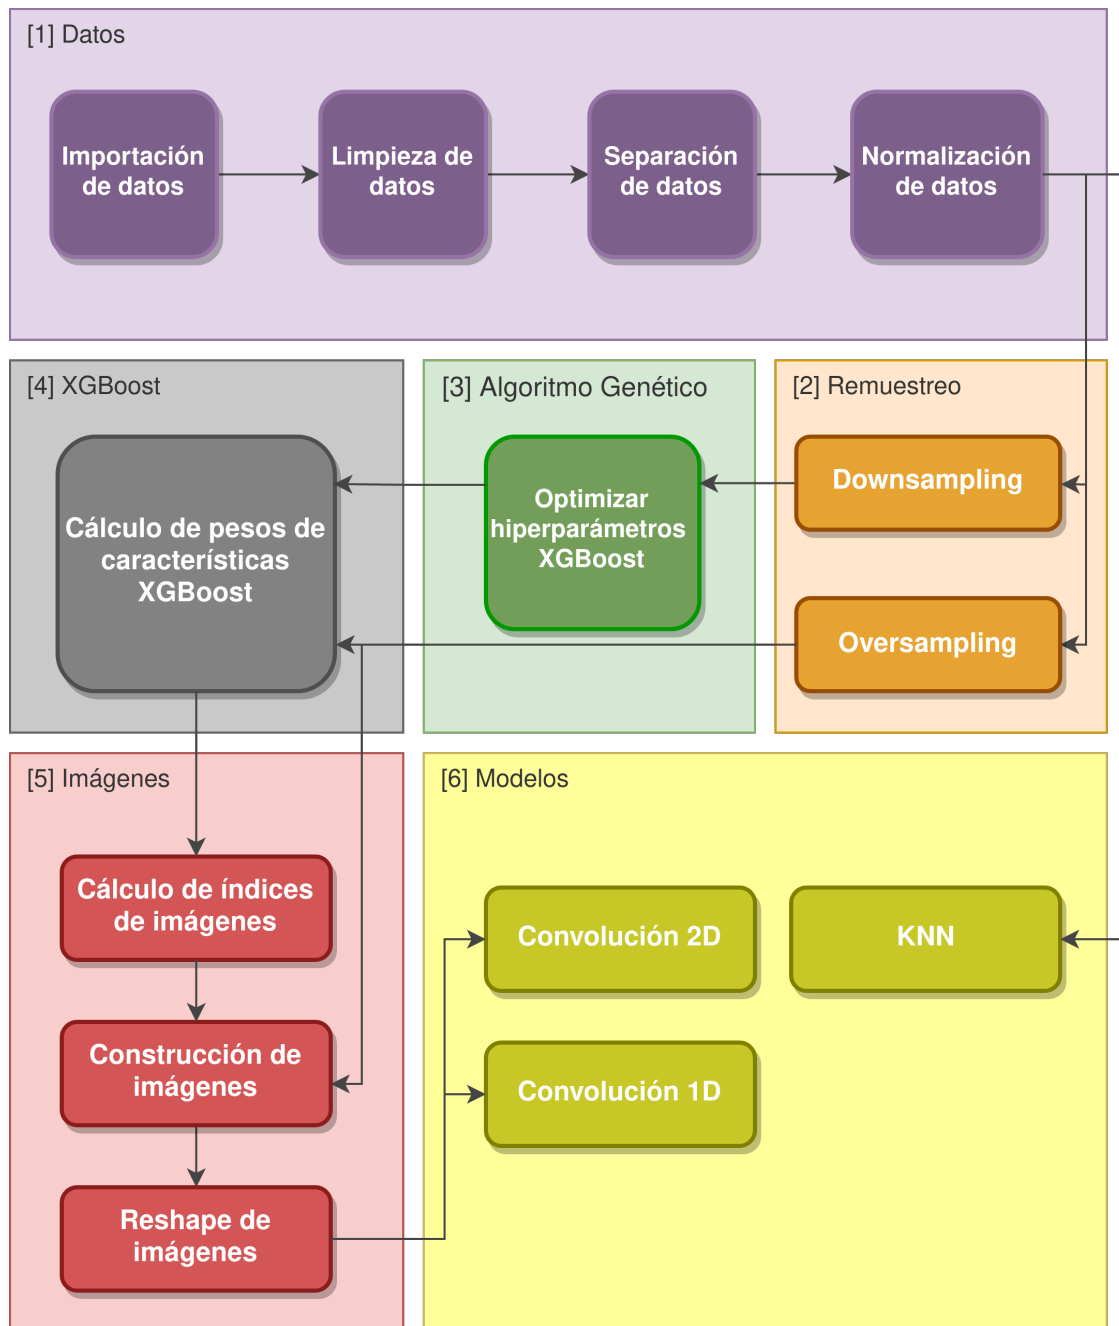 [1] Datos
Importación
de datos
Limpieza de
datos
Separación
de datos
Normalización
de datos
[4] XGBoost
Cálculo de pesos de
características
XGBoost
[3] Algoritmo Genético
Optimizar
hiperparámetros
XGBoost
[2] Remuestreo
Downsampling
Oversampling
[5] Imágenes
Cálculo de índices
de imágenes
Construcción de
imágenes
Reshape de
imágenes
[6] Modelos
Convolución 2D
KNN
Convolución 1D